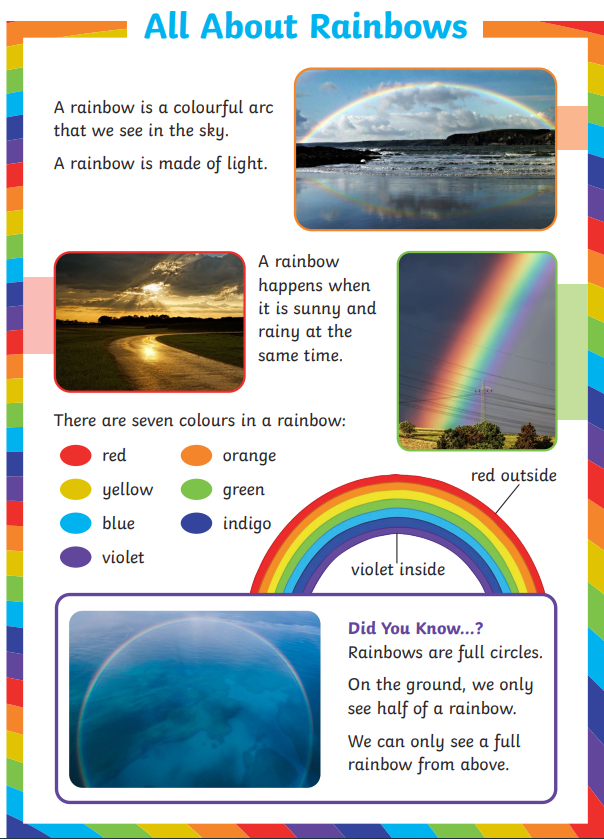 All About Rainbows
A rainbow is a colourful arc
that we see in the sky.
A rainbow is made of light.
A rainbow
happens when
it is sunny and
rainy at the
same time.
There are seven colours in a rainbow:
red
orange
yellow
green
blue
indigo
violet
red outside
violet inside
Did You Know...?
Rainbows are full circles.
On the ground, we only
see half of a rainbow.
We can only see a full
rainbow from above.